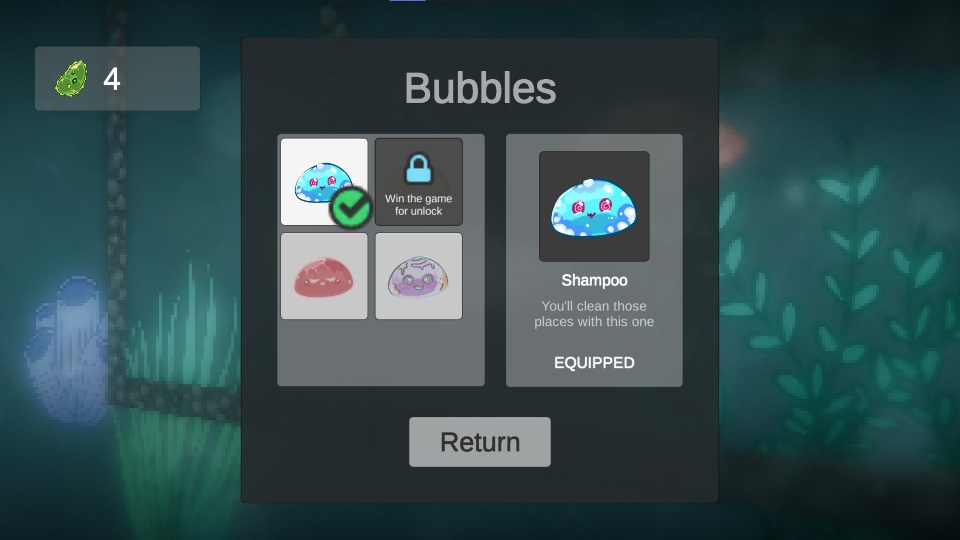 4
Bubbles
Win the game
for unlock
Shampoo
You'll clean those
places with this one
EQUIPPED
Return